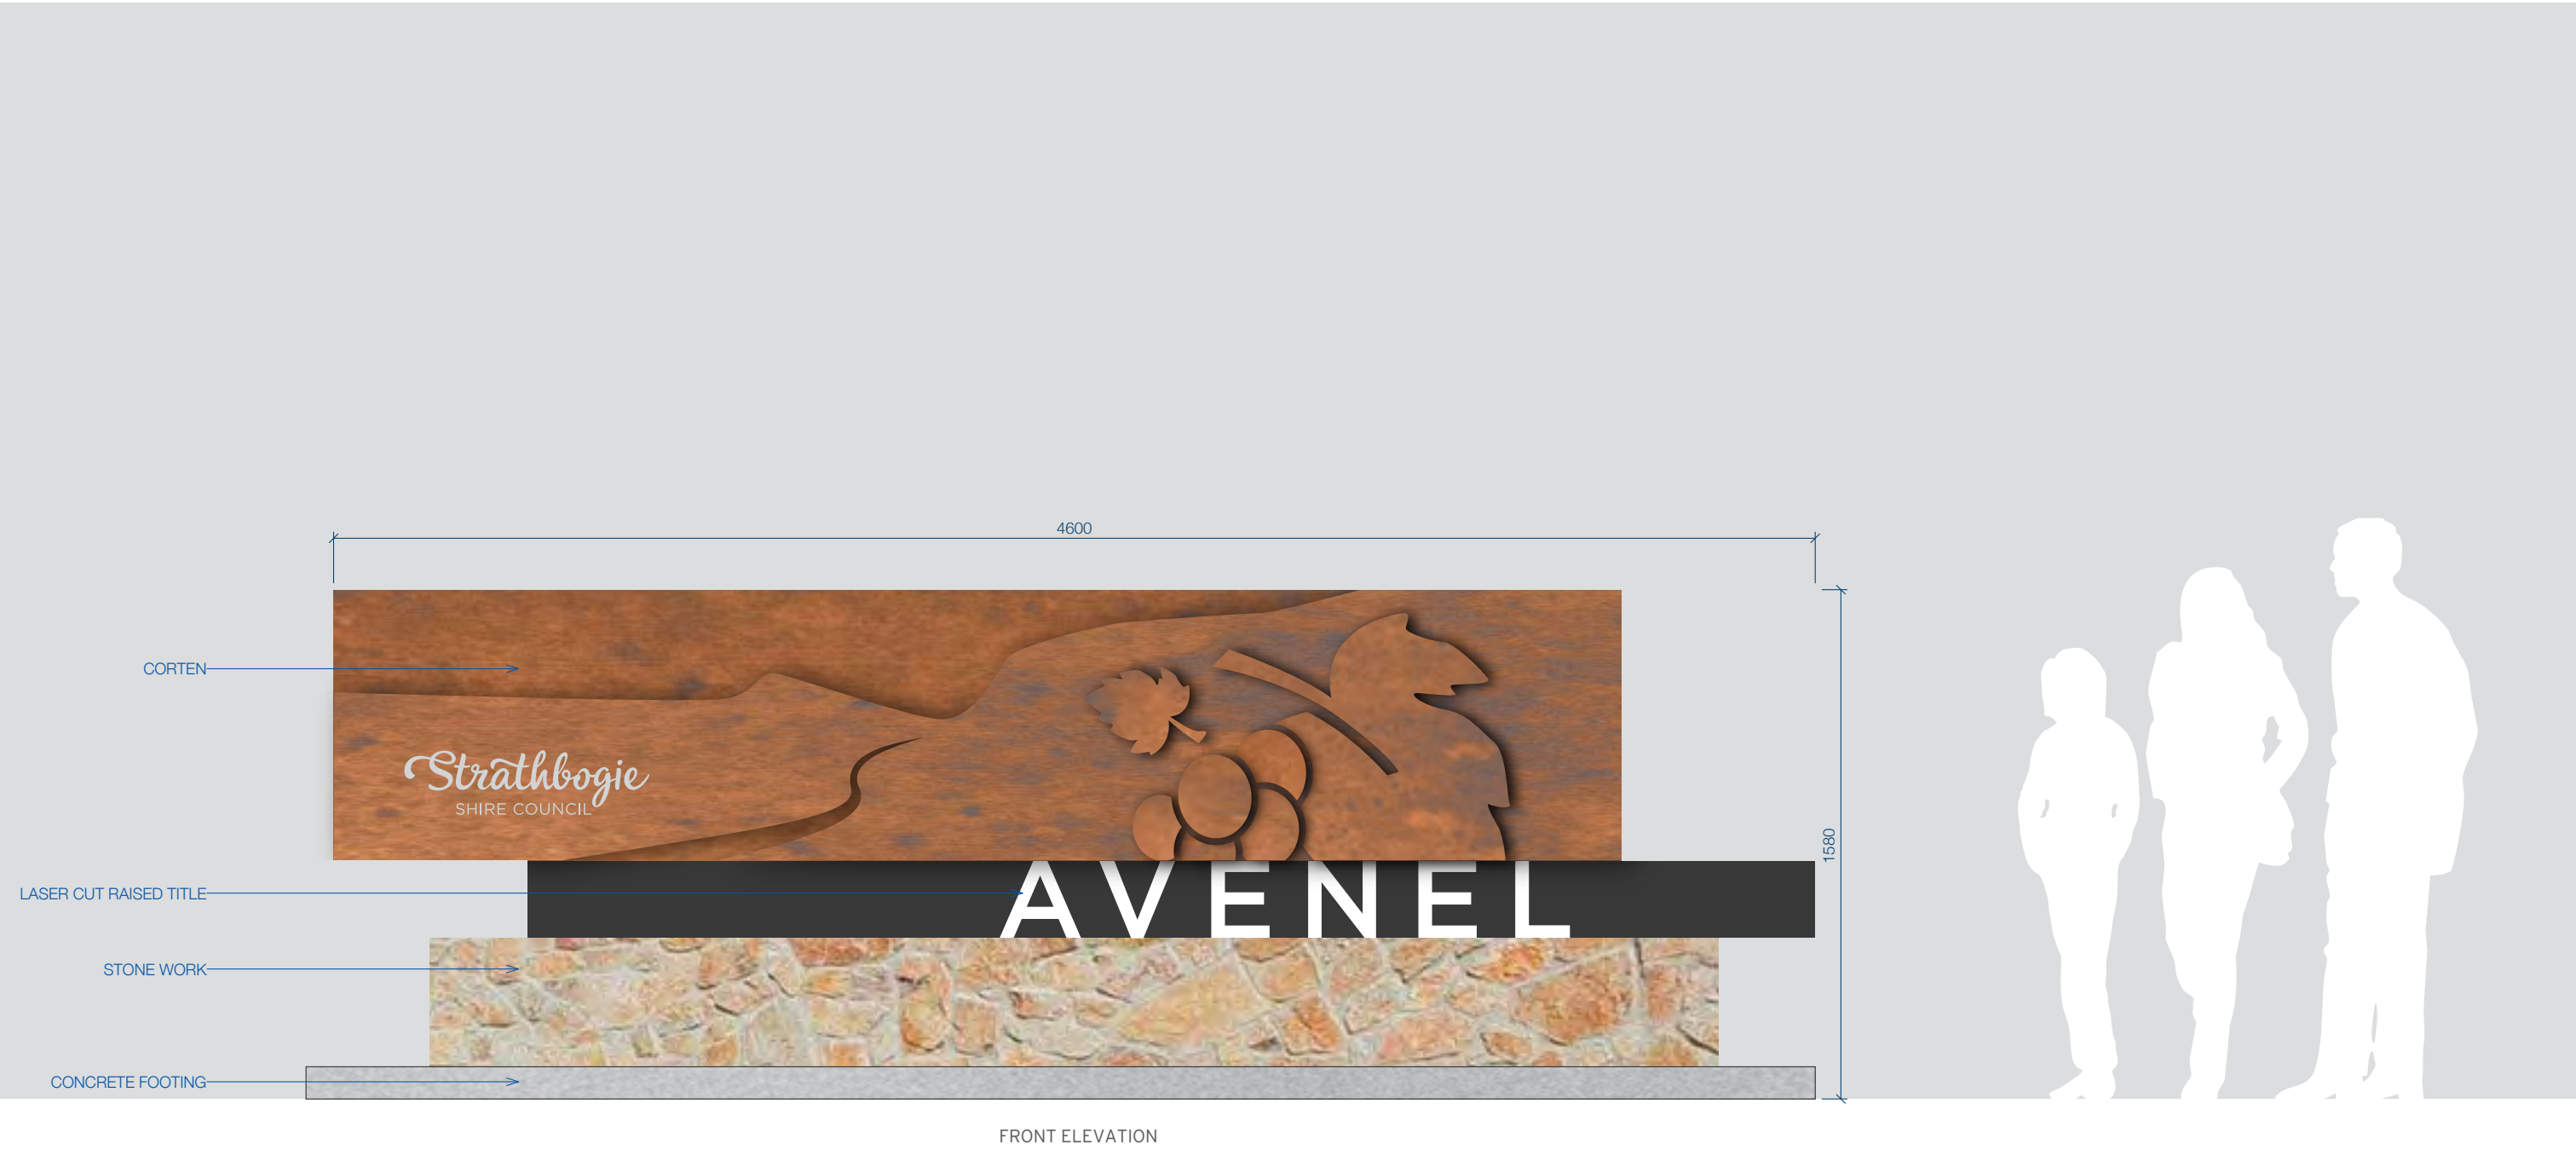 4600
CORTEN
Strathbogie
SHIRE COUNCIL
1580
LASER CUT RAISED TITLE
AVENEL
STONE WORK
CONCRETE FOOTING
FRONT ELEVATION